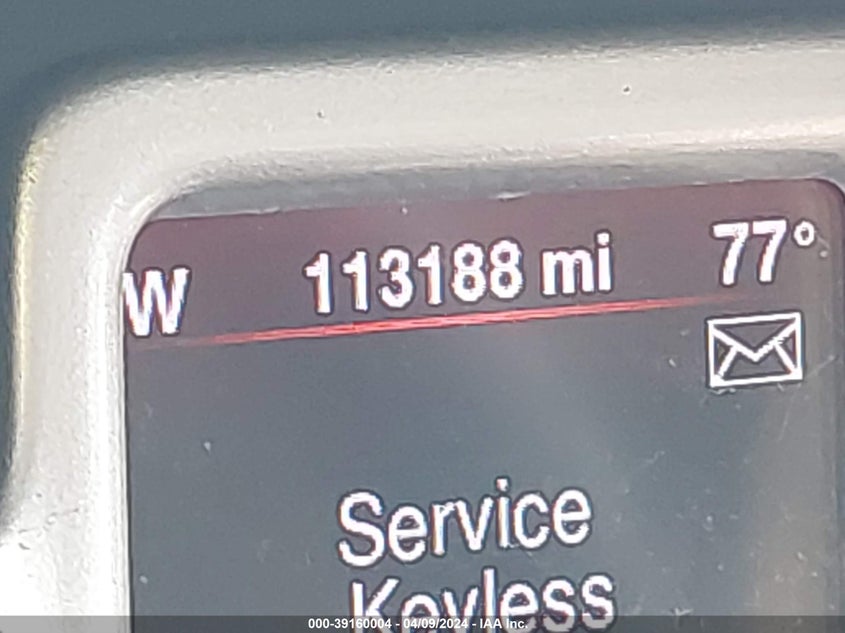 W 113188 mi 77°
Service
Keyless
000-39160004 - 04/09/2024 - IAA Inc.